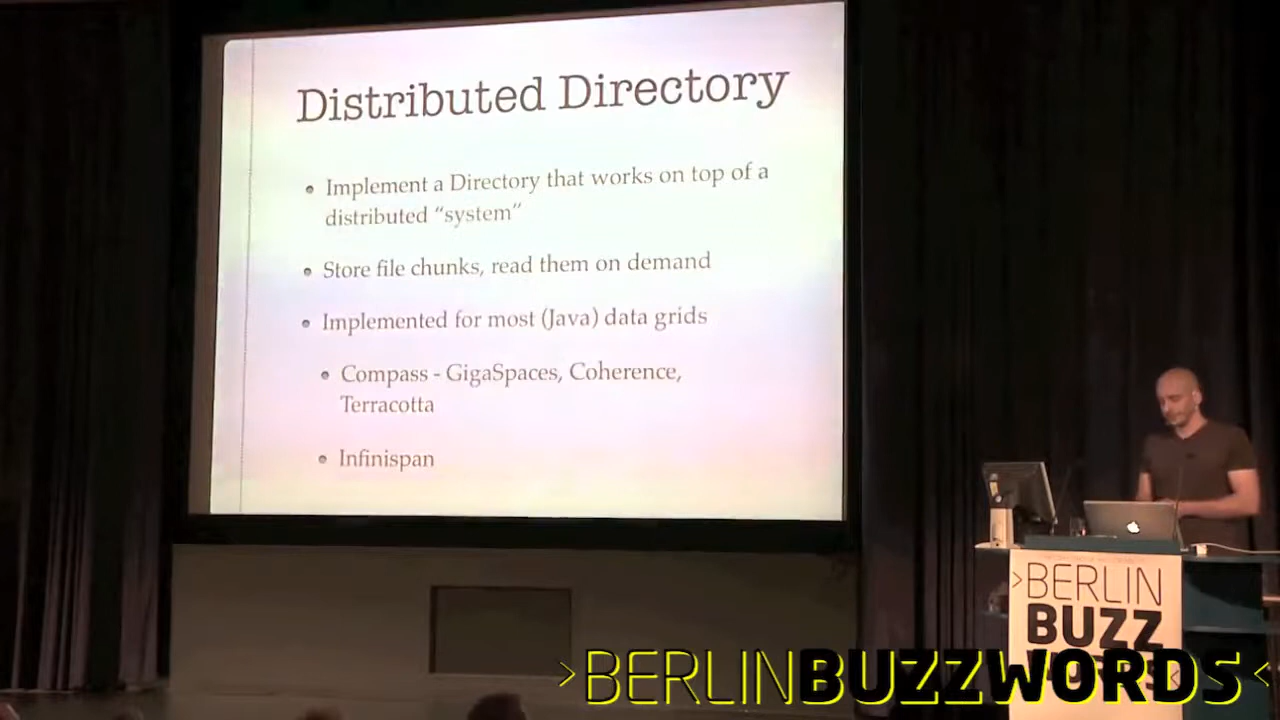 Distributed Directory
Implement a Directory that works on top of a
distributed “system”
Store file chunks, read them on demand
Implemented for most (Java) data grids
Compass - GigaSpaces, Coherence,
Terracotta
Infinispan
>BERLIN
BUZZ
>BERLINBUZZWORDS<